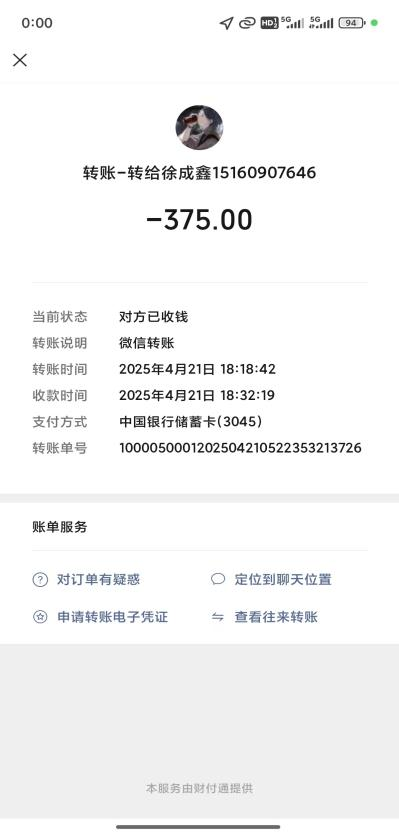 0:00
HD 5G 5G 94
转账-转给徐成鑫15160907646
-375.00
当前状态 对方已收钱
转账说明 微信转账
转账时间 2025年4月21日 18:18:42
收款时间 2025年4月21日 18:32:19
支付方式 中国银行储蓄卡(3045)
转账单号 1000050001202504210522353213726
账单服务
对订单有疑惑 定位到聊天位置
申请转账电子凭证 查看往来转账
本服务由财付通提供